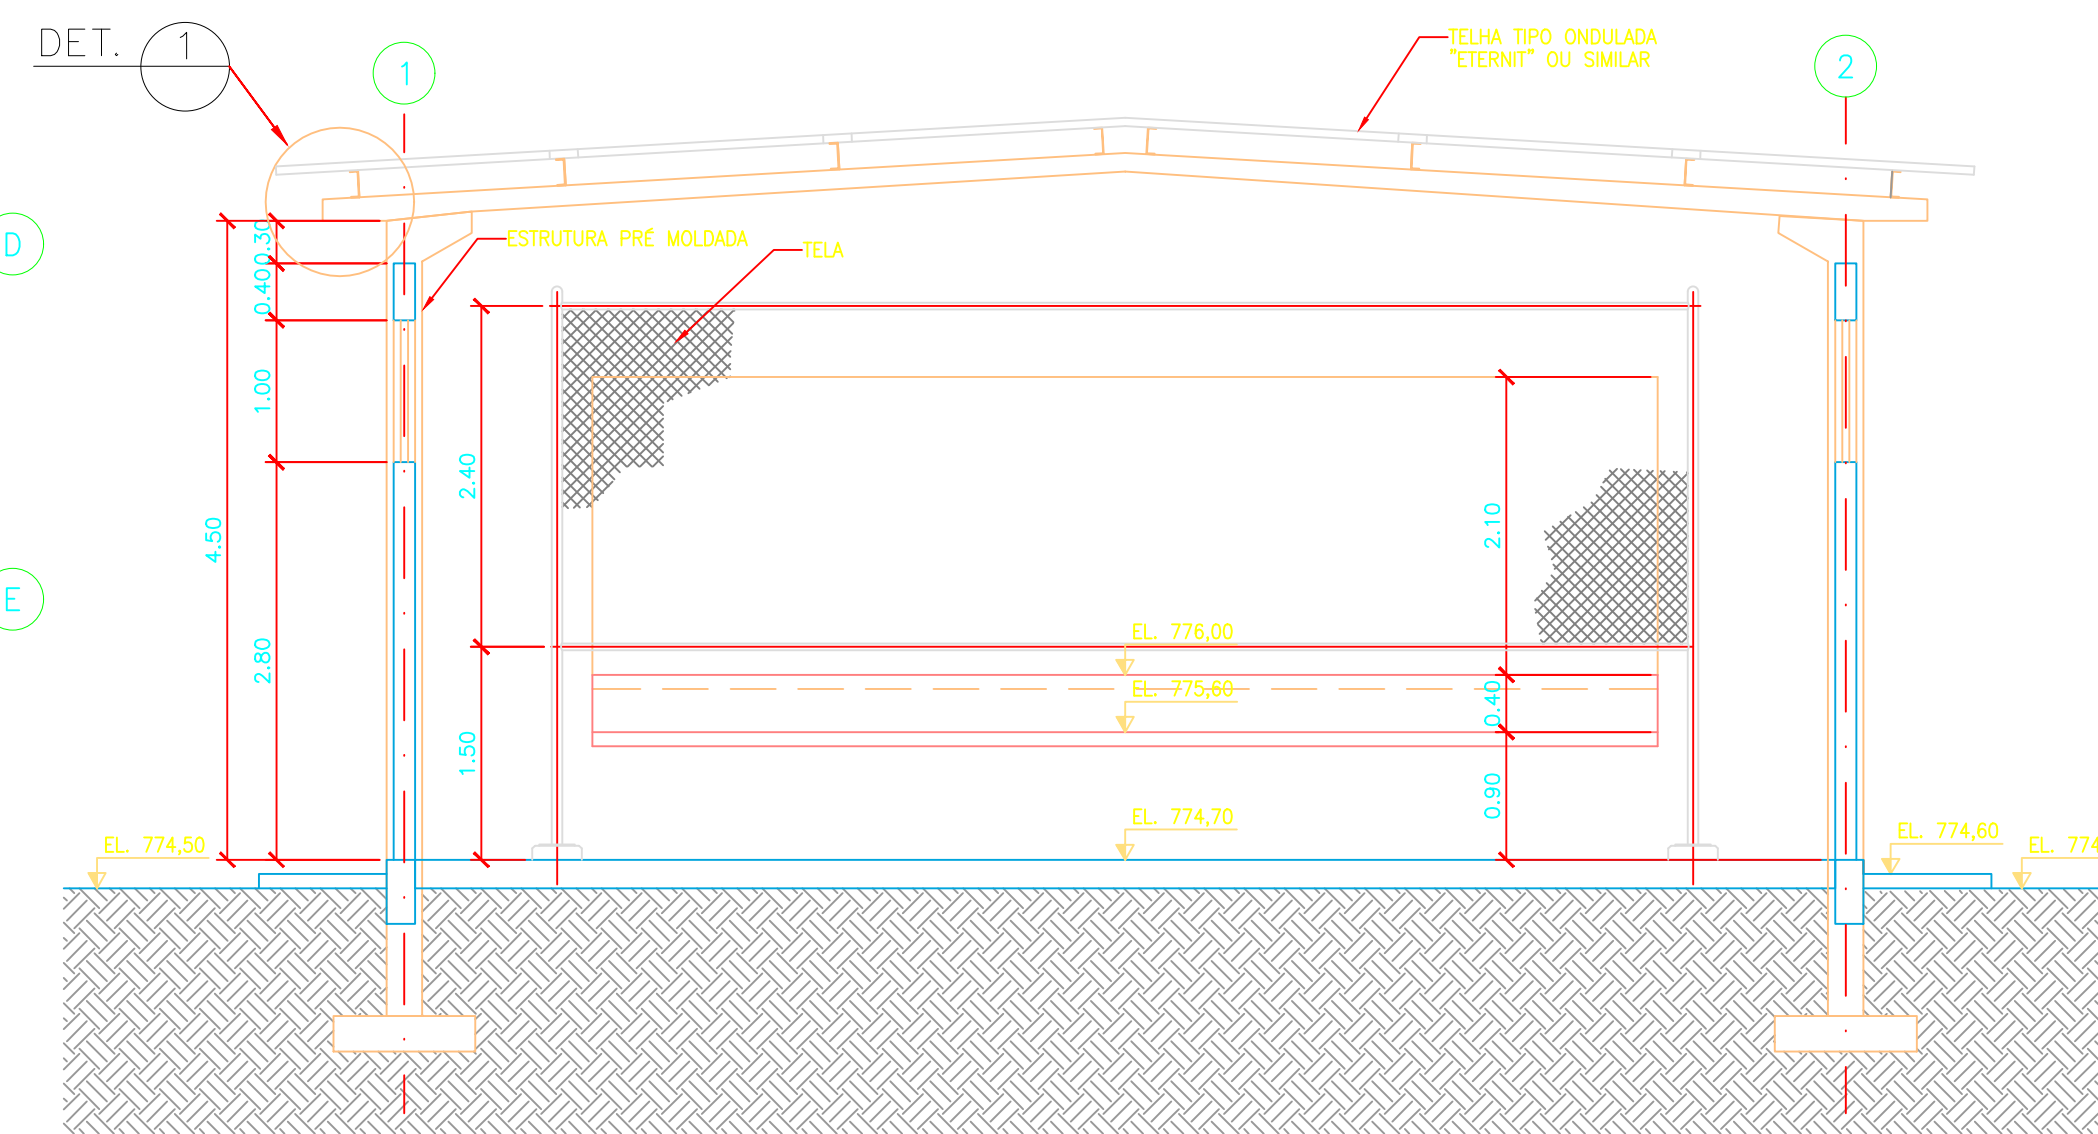 DET. 1
1
2
TELHA TIPO ONDULADA
"ETERNIT" OU SIMILAR
D
0.30
ESTRUTURA PRÉ MOLDADA
TELA
0.40
1.00
2.40
4.50
2.10
E
EL. 776,00
2.80
EL. 775,60
0.40
1.50
0.90
EL. 774,70
EL. 774,50
EL. 774,60
EL. 774